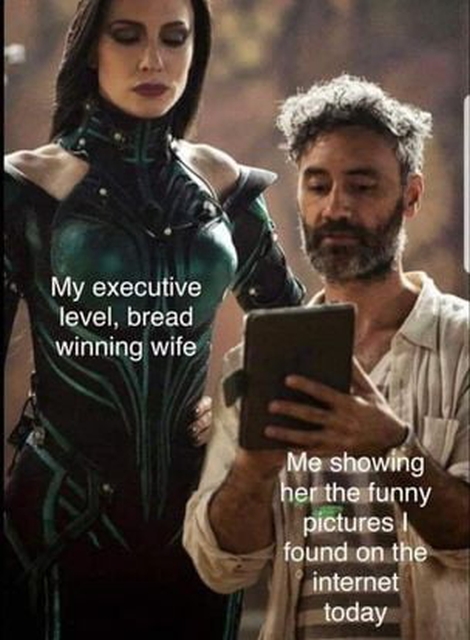 My executive
level, bread
winning wife
Me showing
her the funny
pictures I
found on the
internet
today